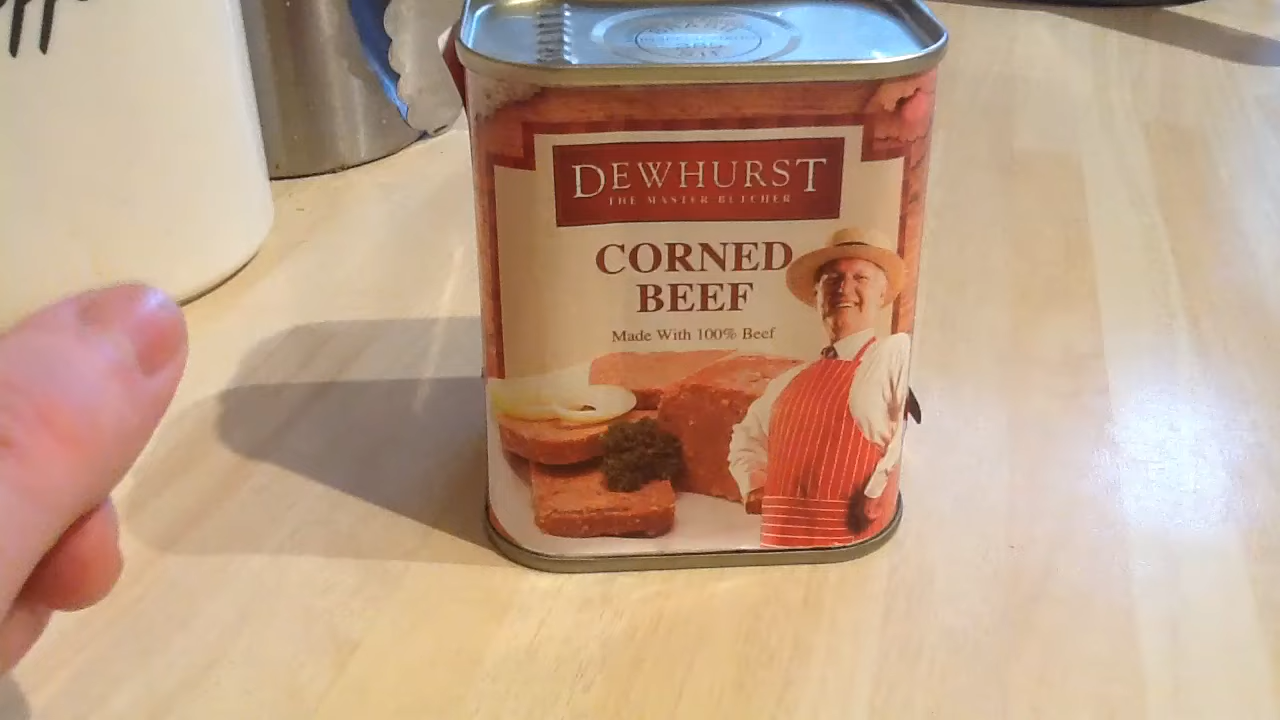 DEWHURST
THE MASTER BUTCHER
CORNED
BEEF
Made With 100% Beef